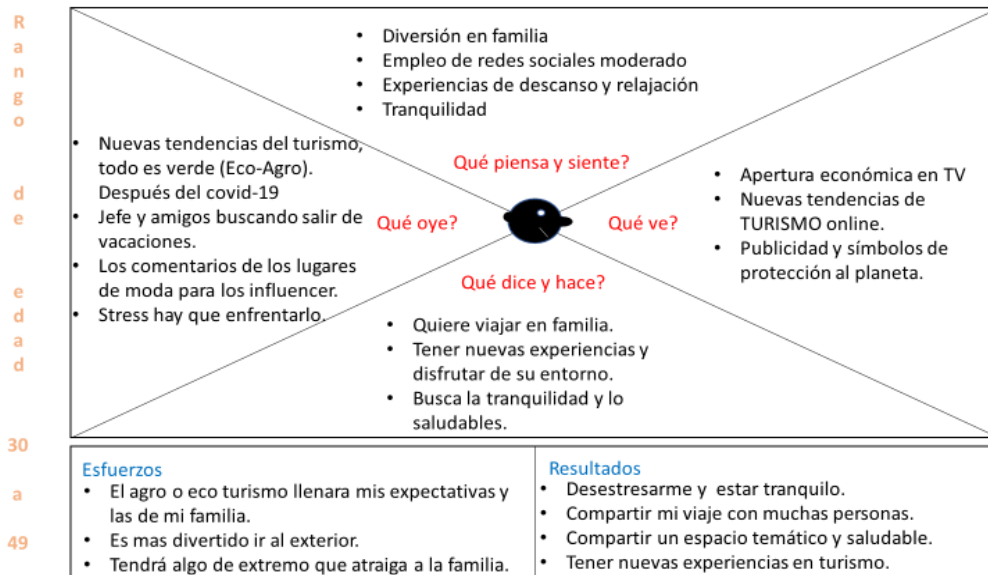 Rango de edad 30 a 49
• Diversión en familia
• Empleo de redes sociales moderado
• Experiencias de descanso y relajación
• Tranquilidad
Qué piensa y siente?
• Nuevas tendencias del turismo,
todo es verde (Eco-Agro).
Después del covid-19
• Jefe y amigos buscando salir de
vacaciones.
• Los comentarios de los lugares
de moda para los influencer.
• Stress hay que enfrentarlo.
Qué oye?
Qué ve?
• Apertura económica en TV
• Nuevas tendencias de
TURISMO online.
• Publicidad y símbolos de
protección al planeta.
Qué dice y hace?
• Quiere viajar en familia.
• Tener nuevas experiencias y
disfrutar de su entorno.
• Busca la tranquilidad y lo
saludables.
Esfuerzos
• El agro o eco turismo llenara mis expectativas y
las de mi familia.
• Es mas divertido ir al exterior.
• Tendrá algo de extremo que atraiga a la familia.
Resultados
• Desestresarme y estar tranquilo.
• Compartir mi viaje con muchas personas.
• Compartir un espacio temático y saludable.
• Tener nuevas experiencias en turismo.